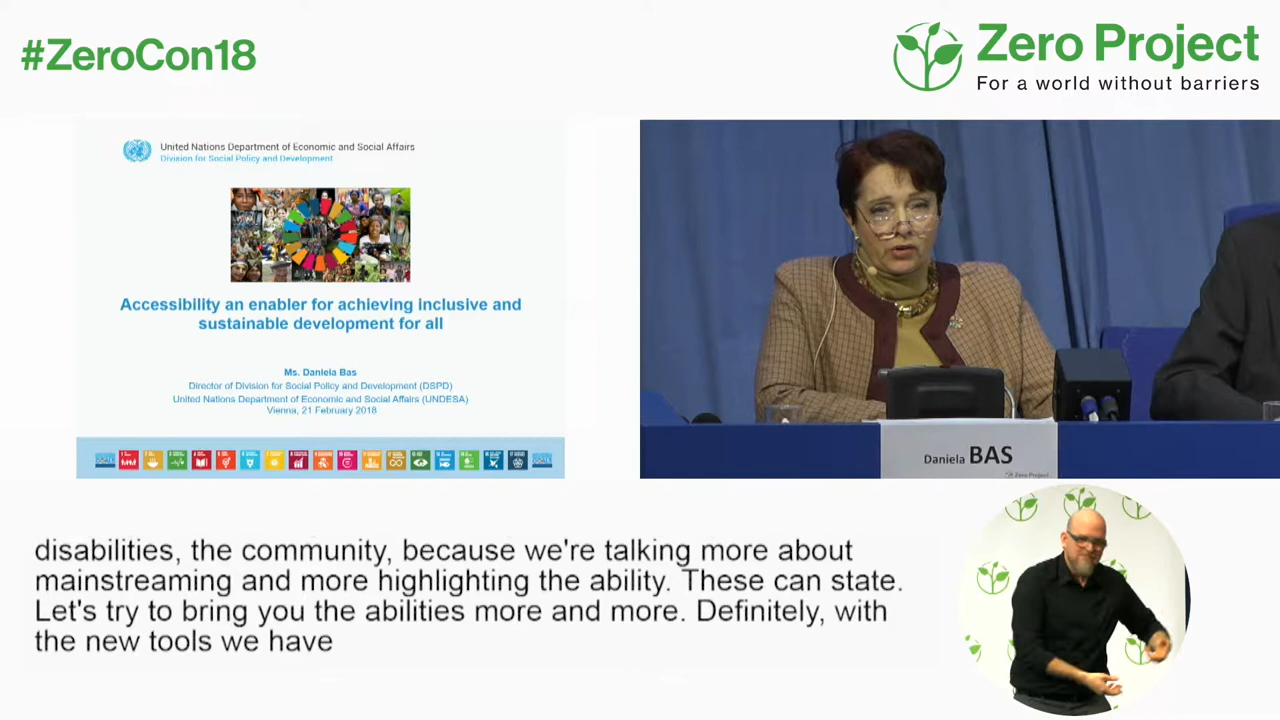 #ZeroCon18
Zero Project
For a world without barriers
United Nations Department of Economic and Social Affairs
Division for Social Policy and Development
Accessibility an enabler for achieving inclusive and
sustainable development for all
Ms. Daniela Bas
Director of Division for Social Policy and Development (DSPD)
United Nations Department of Economic and Social Affairs (UNDESA)
Vienna, 21 February 2018
Daniela BAS
Zero Project
disabilities, the community, because we're talking more about
mainstreaming and more highlighting the ability. These can state.
Let's try to bring you the abilities more and more. Definitely, with
the new tools we have